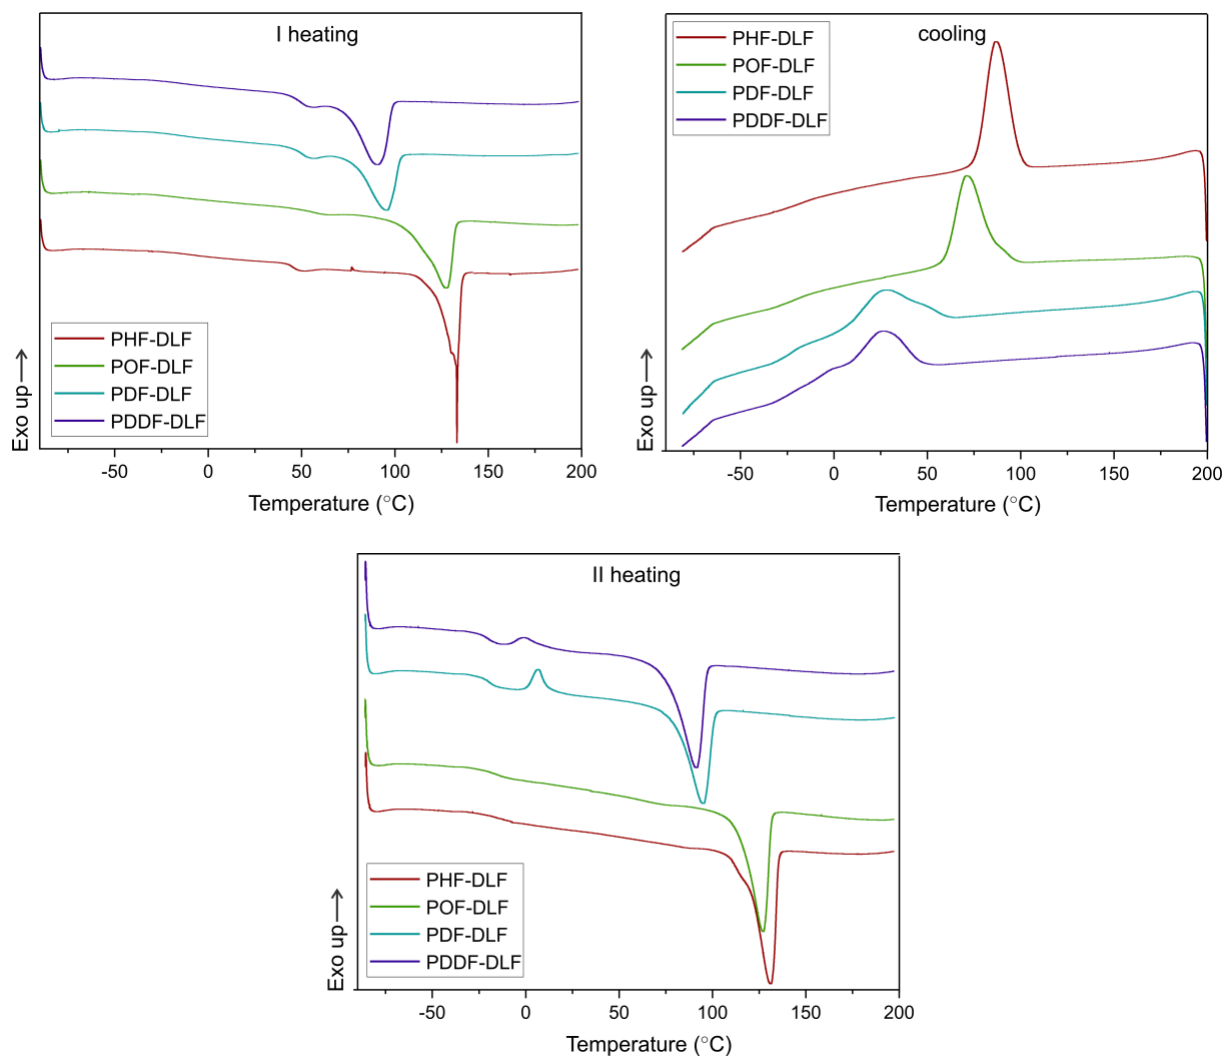 I heating
PHF-DLF
POF-DLF
PDF-DLF
PDDF-DLF
Exo up
-50 0 50 100 150 200
Temperature (°C)
cooling
PHF-DLF
POF-DLF
PDF-DLF
PDDF-DLF
Exo up
-50 0 50 100 150 200
Temperature (°C)
II heating
PHF-DLF
POF-DLF
PDF-DLF
PDDF-DLF
Exo up
-50 0 50 100 150 200
Temperature (°C)